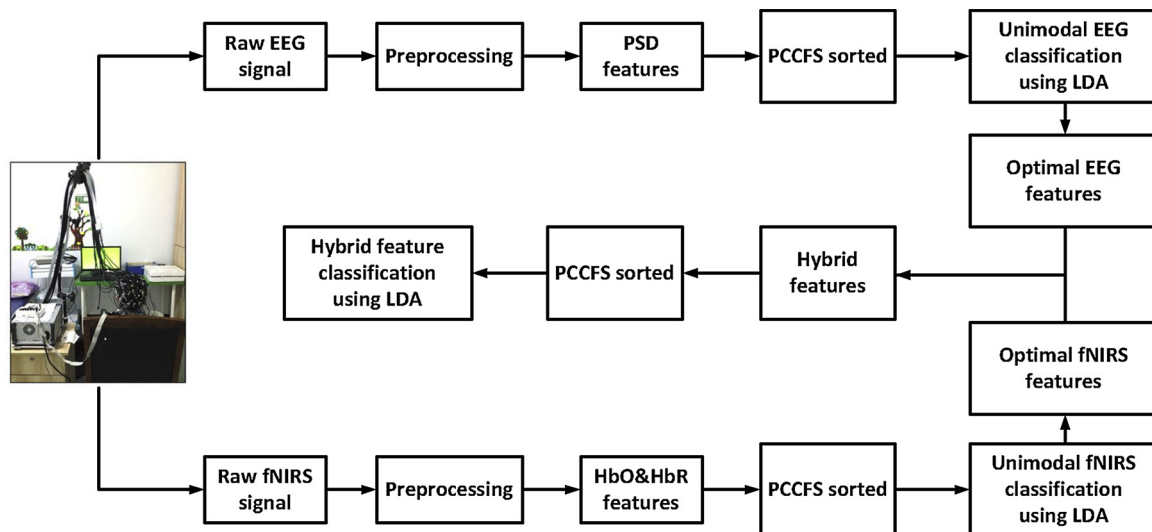 Raw EEG
signal
Preprocessing
PSD
features
PCCFS sorted
Unimodal EEG
classification
using LDA
Optimal EEG
features
Hybrid feature
classification
using LDA
PCCFS sorted
Hybrid
features
Optimal fNIRS
features
Raw fNIRS
signal
Preprocessing
HbO&HbR
features
PCCFS sorted
Unimodal fNIRS
classification
using LDA